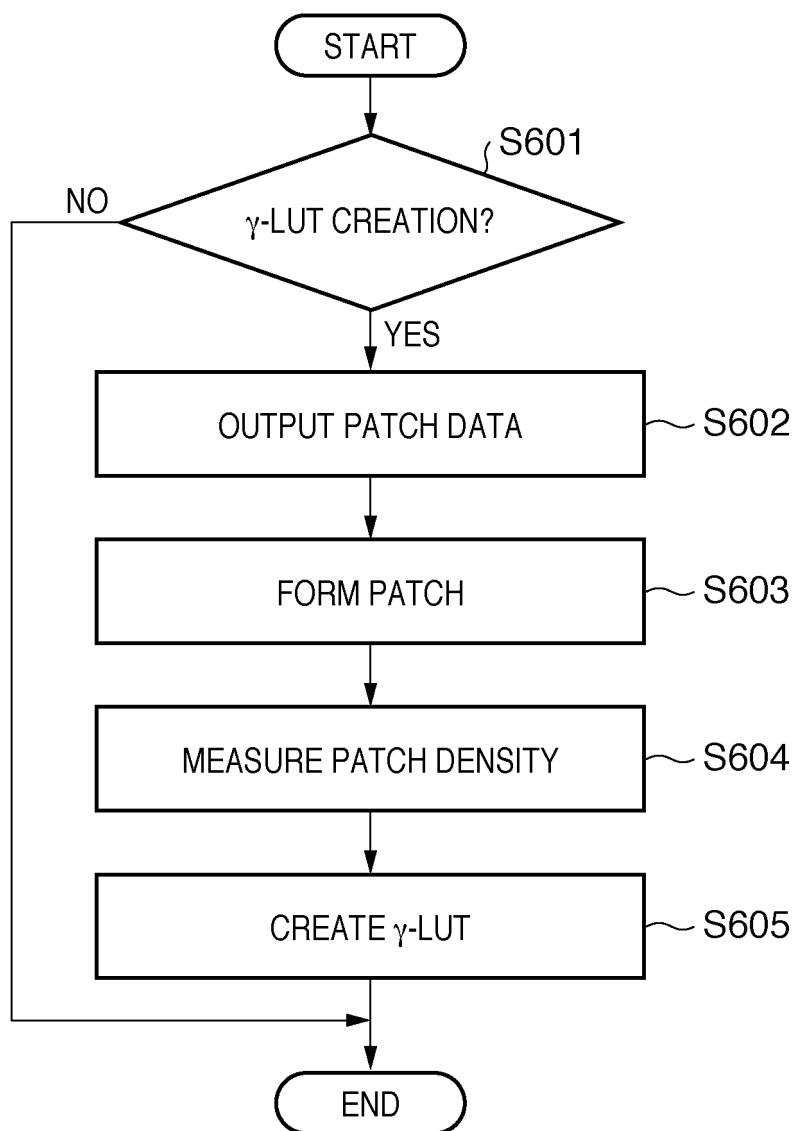 START
S601
NO
γ-LUT CREATION?
YES
OUTPUT PATCH DATA
S602
FORM PATCH
S603
MEASURE PATCH DENSITY
S604
CREATE γ-LUT
S605
END